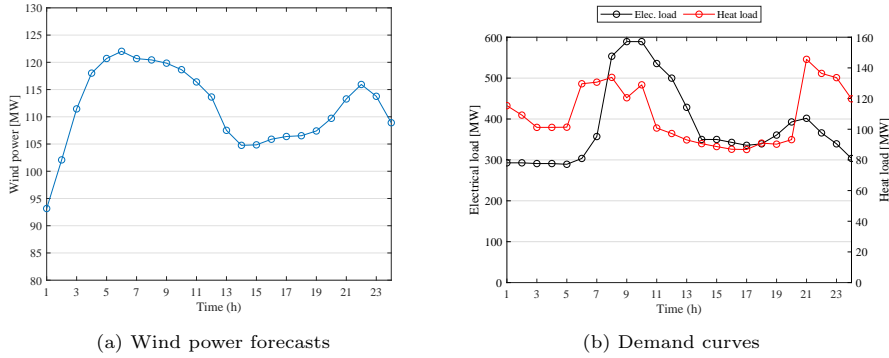 130
120
110
105
100
95
90
85
80
115
125
Wind power [MW]
1 3 5 7 9 11 13 15 17 19 21 23
Time (h)
(a) Wind power forecasts
Elec. load Heat load
600
500
400
300
200
100
0
Electrical load [MW]
160
140
120
100
80
60
40
20
0
Heat load [MW]
1 3 5 7 9 11 13 15 17 19 21 23
Time (h)
(b) Demand curves